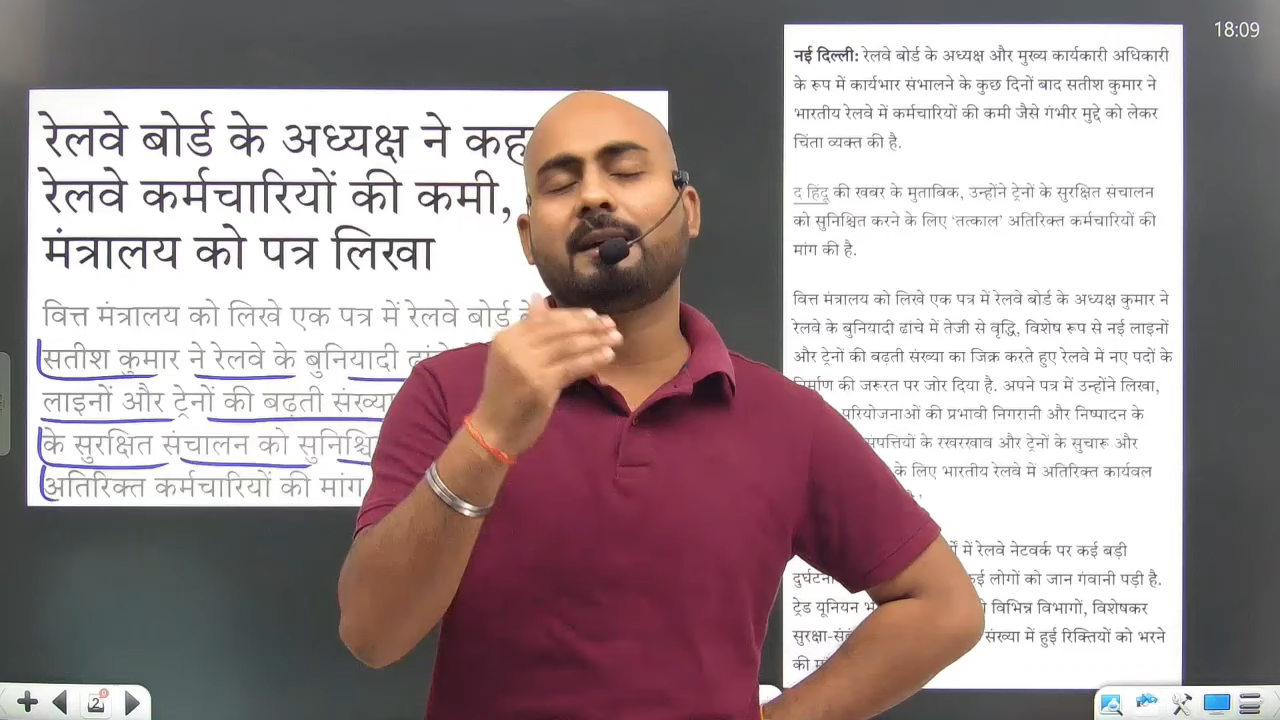 18:09
रेलवे बोर्ड के अध्यक्ष ने
रेलवे कर्मचारियों की कमी,
मंत्रालय को पत्र लिखा
वित्त मंत्रालय को लिखे एक पत्र में रेलवे बोर्ड
सतीश कुमार ने रेलवे के बुनियादी
लाइनों और ट्रेनों की बढ़ती संख्या
के सुरक्षित संचालन को
अतिरिक्त कर्मचारियों की मांग
नई दिल्ली: रेलवे बोर्ड के अध्यक्ष और मुख्य कार्यकारी अधिकारी
के रूप में कार्यभार संभालने के कुछ दिनों बाद सतीश कुमार ने
भारतीय रेलवे में कर्मचारियों की कमी जैसे गंभीर मुद्दे को लेकर
चिंता व्यक्त की है.
द हिंदू की खबर के मुताबिक, उन्होंने ट्रेनों के सुरक्षित संचालन
को सुनिश्चित करने के लिए ‘तत्काल’ अतिरिक्त कर्मचारियों की
मांग की है.
वित्त मंत्रालय को लिखे एक पत्र में रेलवे बोर्ड के अध्यक्ष कुमार ने
रेलवे के बुनियादी ढांचे में तेजी से वृद्धि, विशेष रूप से नई लाइनों
और ट्रेनों की बढ़ती संख्या का जिक्र करते हुए रेलवे में नए पदों के
निर्माण की जरूरत पर जोर दिया है. अपने पत्र में उन्होंने लिखा,
परियोजनाओं की प्रभावी निगरानी और निष्पादन के
संपत्तियों के रखरखाव और ट्रेनों के सुचारू और
के लिए भारतीय रेलवे में अतिरिक्त कार्यबल
में रेलवे नेटवर्क पर कई बड़ी
कई लोगों को जान गंवानी पड़ी है.
ट्रेड यूनियन विभिन्न विभागों, विशेषकर
संख्या में हुई रिक्तियों को भरने
की
2